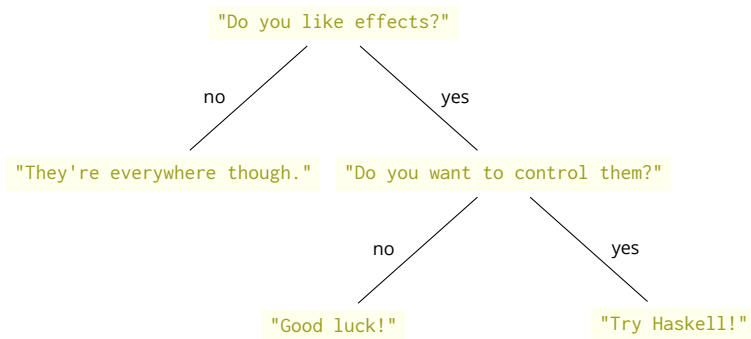 "Do you like effects?"
no
yes
"They're everywhere though."
"Do you want to control them?"
no
yes
"Good luck!"
"Try Haskell!"